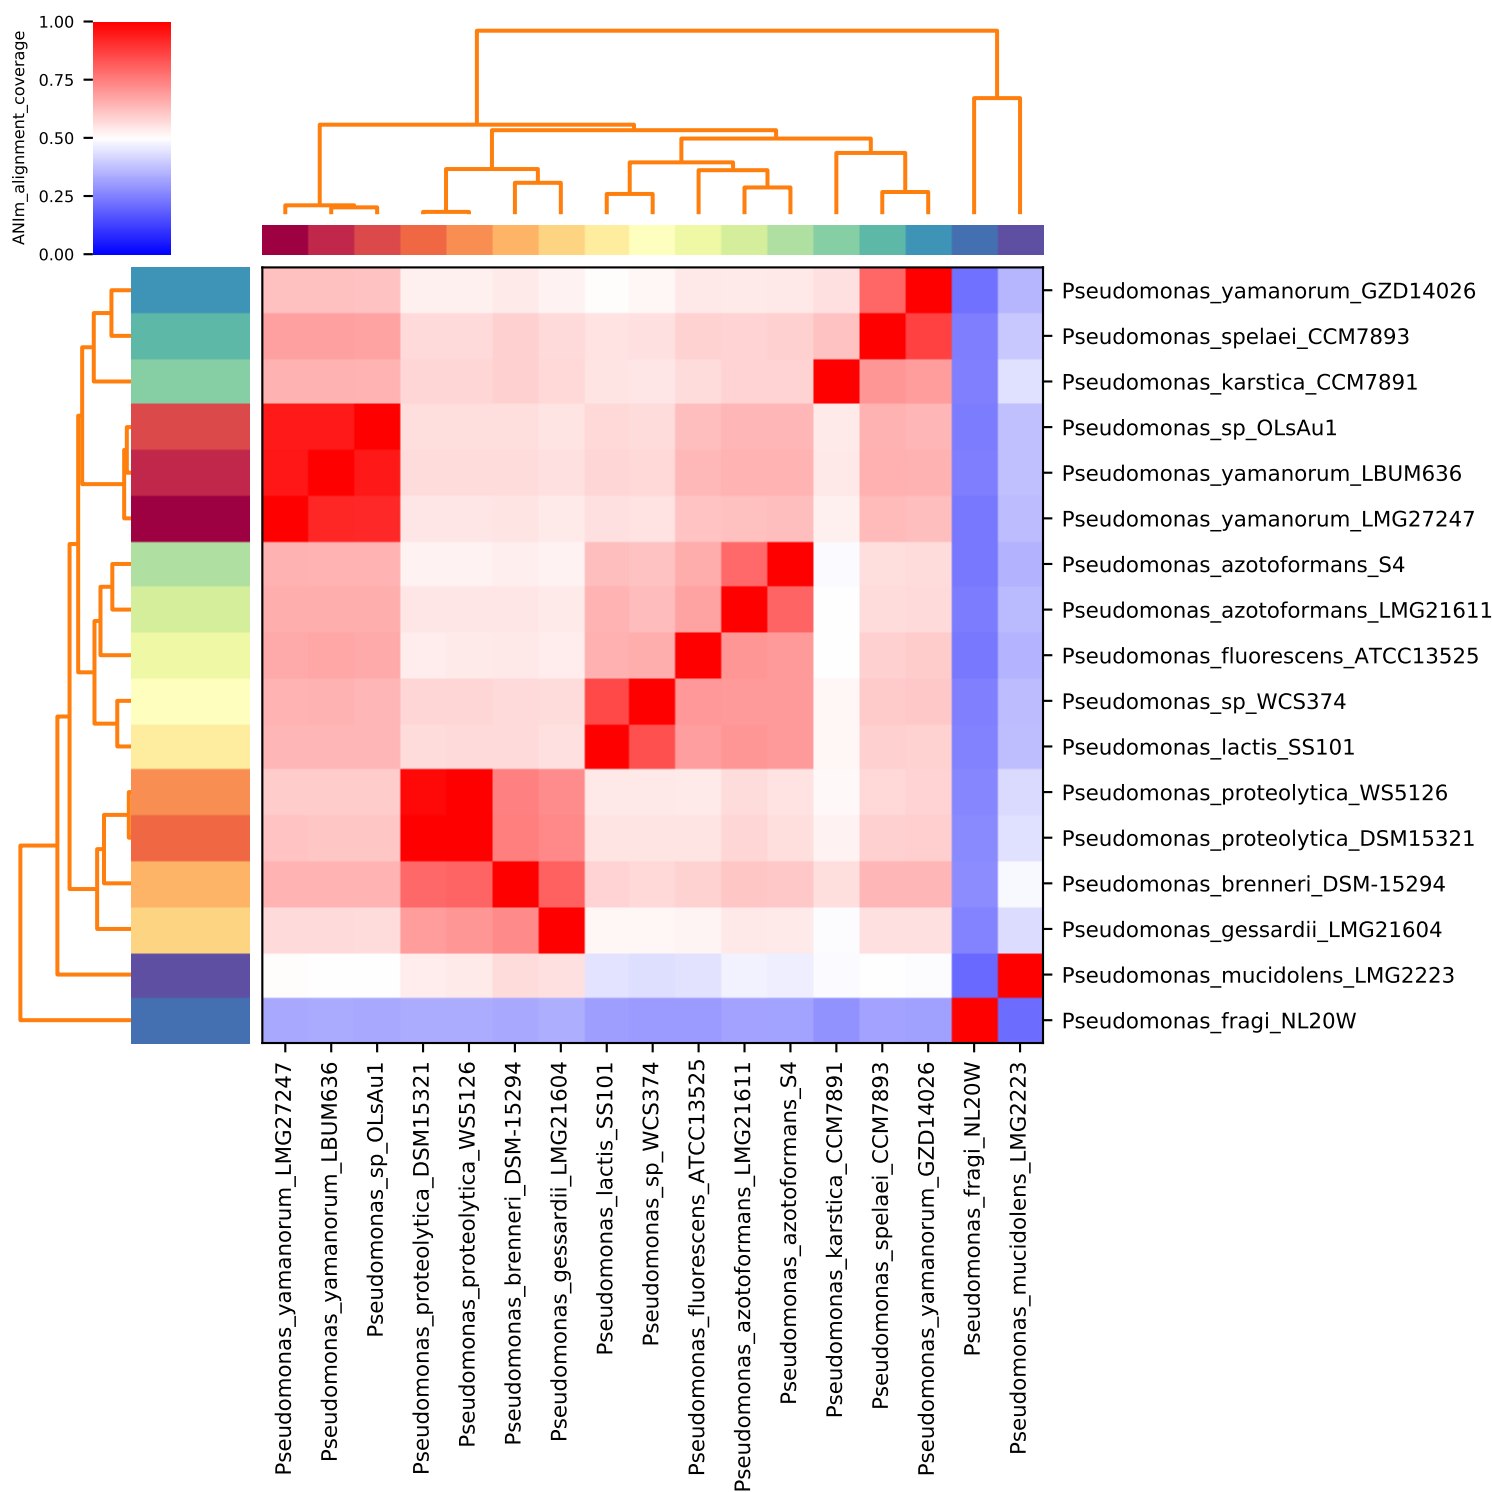 ANIm_alignment_coverage
1.00
0.75
0.50
0.25
0.00
Pseudomonas_yamanorum_GZD14026
Pseudomonas_spelaei_CCM7893
Pseudomonas_karstica_CCM7891
Pseudomonas_sp_OLsAu1
Pseudomonas_yamanorum_LBUM636
Pseudomonas_yamanorum_LMG27247
Pseudomonas_azotoformans_S4
Pseudomonas_azotoformans_LMG21611
Pseudomonas_fluorescens_ATCC13525
Pseudomonas_sp_WCS374
Pseudomonas_lactis_SS101
Pseudomonas_proteolytica_WS5126
Pseudomonas_proteolytica_DSM15321
Pseudomonas_brenneri_DSM-15294
Pseudomonas_gessardii_LMG21604
Pseudomonas_mucidolens_LMG2223
Pseudomonas_fragi_NL20W
Pseudomonas_yamanorum_LMG27247
Pseudomonas_yamanorum_LBUM636
Pseudomonas_sp_OLsAu1
Pseudomonas_proteolytica_DSM15321
Pseudomonas_proteolytica_WS5126
Pseudomonas_brenneri_DSM-15294
Pseudomonas_gessardii_LMG21604
Pseudomonas_lactis_SS101
Pseudomonas_sp_WCS374
Pseudomonas_fluorescens_ATCC13525
Pseudomonas_azotoformans_LMG21611
Pseudomonas_azotoformans_S4
Pseudomonas_karstica_CCM7891
Pseudomonas_spelaei_CCM7893
Pseudomonas_yamanorum_GZD14026
Pseudomonas_fragi_NL20W
Pseudomonas_mucidolens_LMG2223